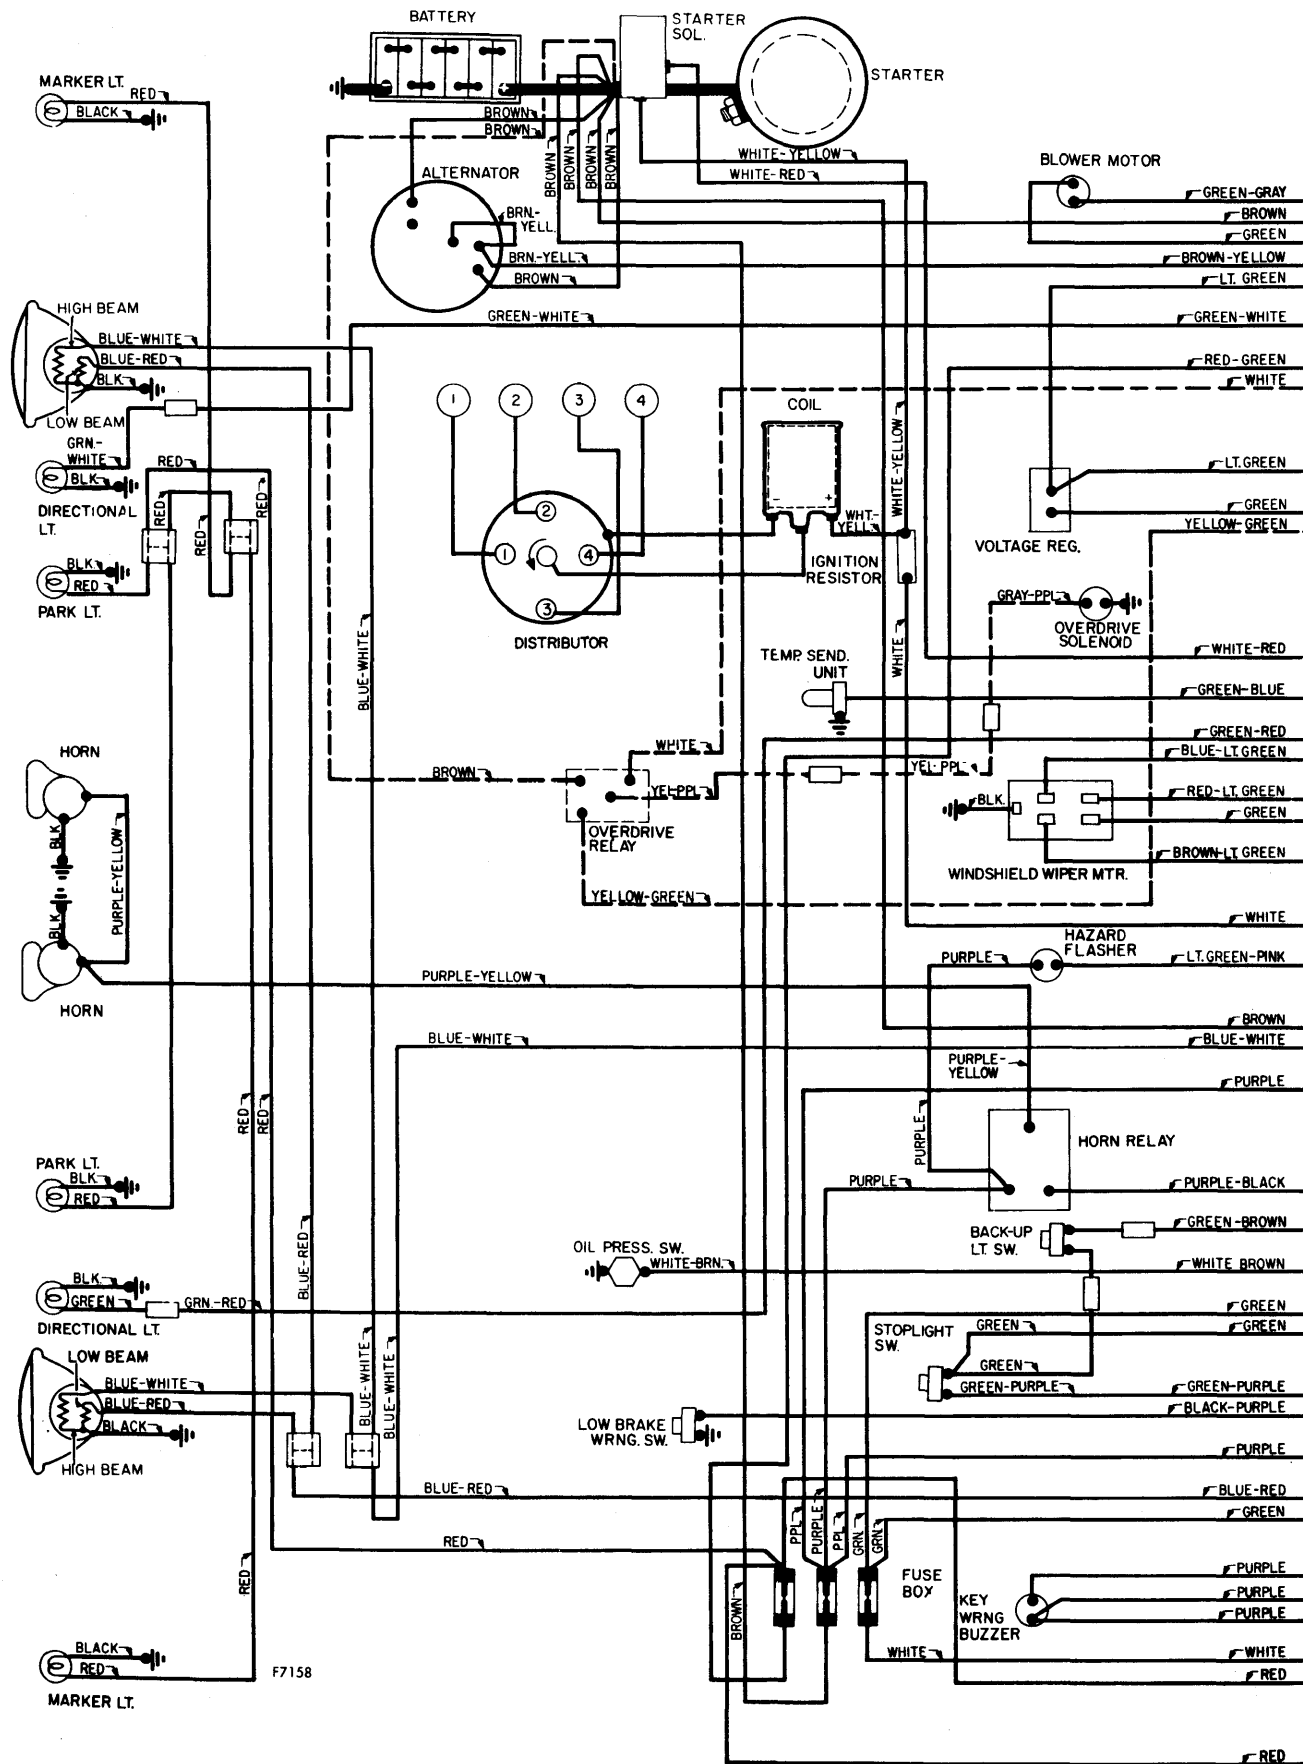 BATTERY
STARTER
SOL.
STARTER
MARKER LT.
RED
BLACK
BROWN
BROWN
BROWN
BROWN
BROWN
BROWN
WHITE-YELLOW
WHITE-RED
BLOWER MOTOR
GREEN-GRAY
BROWN
GREEN
ALTERNATOR
BRN.-
YELL.
BRN.-YELL.
BROWN
BROWN-YELLOW
LT. GREEN
HIGH BEAM
BLUE-WHITE
BLUE-RED
BLK.
LOW BEAM
GREEN-WHITE
GREEN-WHITE
RED-GREEN
WHITE
1
2
3
4
COIL
- +
WHITE-YELLOW
GRN.-
WHITE
BLK.
DIRECTIONAL
LT.
RED
RED
RED
RED
RED
BLK.
RED
PARK LT.
2
1
4
3
DISTRIBUTOR
WHT.-
YELL.
IGNITION
RESISTOR
LT. GREEN
GREEN
YELLOW-GREEN
VOLTAGE REG.
GRAY-PPL.
OVERDRIVE
SOLENOID
BLUE-WHITE
WHITE
WHITE-RED
TEMP. SEND.
UNIT
GREEN-BLUE
GREEN-RED
BLUE-LT. GREEN
HORN
BLK
PURPLE-YELLOW
BLK
HORN
BROWN
WHITE
YEL-PPL
YEL-PPL
OVERDRIVE
RELAY
YELLOW-GREEN
BLK.
RED-LT. GREEN
GREEN
BROWN-LT. GREEN
WINDSHIELD WIPER MTR.
WHITE
HAZARD
FLASHER
PURPLE
LT. GREEN-PINK
PURPLE-YELLOW
BROWN
BLUE-WHITE
BLUE-WHITE
PURPLE-
YELLOW
PURPLE
RED
RED
PURPLE
HORN RELAY
PURPLE
PURPLE-BLACK
PARK LT.
BLK.
RED
BLUE-RED
BACK-UP
LT. SW.
GREEN-BROWN
OIL PRESS. SW.
WHITE-BRN.
WHITE BROWN
BLK.
GREEN
GRN.-RED
DIRECTIONAL LT.
GREEN
STOPLIGHT
SW.
GREEN
GREEN
GREEN
GREEN-PURPLE
GREEN-PURPLE
LOW BEAM
BLUE-WHITE
BLUE-RED
BLACK
HIGH BEAM
BLUE-WHITE
BLUE-WHITE
LOW BRAKE
WRNG. SW.
BLACK-PURPLE
PURPLE
BLUE-RED
BLUE-RED
GREEN
PPL
PURPLE
PPL
GRN.
GRN.
RED
RED
BROWN
FUSE
BOX
KEY
WRNG
BUZZER
PURPLE
PURPLE
PURPLE
BLACK
RED
MARKER LT.
F7158
WHITE
WHITE
RED
RED